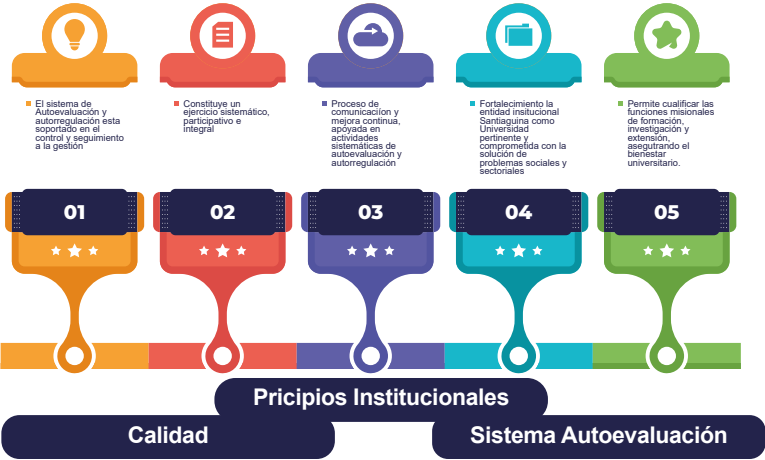 El sistema de
Autoevaluación y
autorregulación esta
soportado en el
control y seguimiento
a la gestión
Constituye un
ejercicio sistemático,
participativo e
integral
Proceso de
comunicaciíon y
mejora continua,
apoyada en
actividades
sistemáticas de
autoevaluación y
autorregulación
Fortalecimiento la
entidad insitucional
Santiaguina como
Universidad
pertinente y
comprometida con la
solución de
problemas sociales y
sectoriales
Permite cualificar las
funciones misionales
de formación,
investigación y
extensión,
asegutrando el
bienestar
universitario.
01
02
03
04
05
Pricipios Institucionales
Calidad
Sistema Autoevaluación